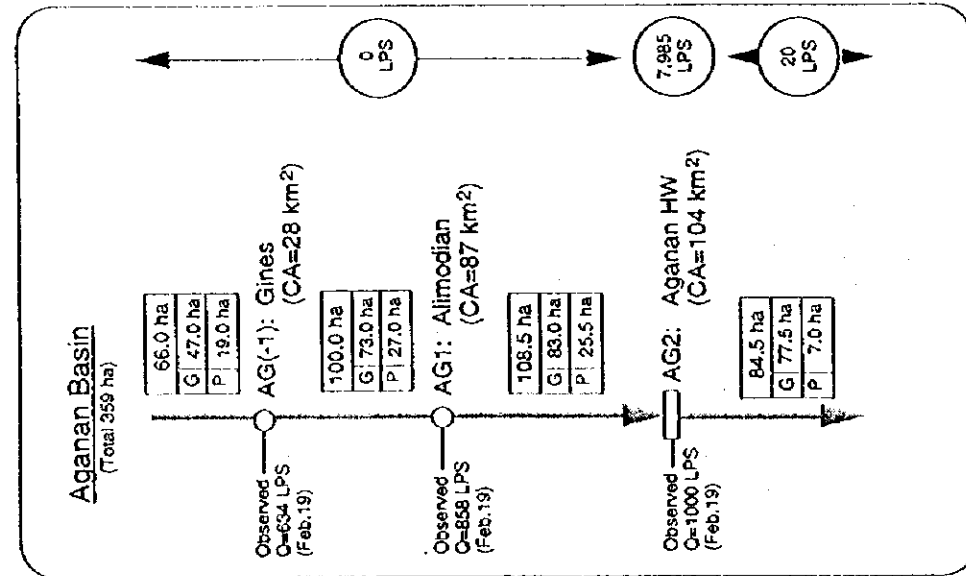 Aganan Basin
(Total 359 ha)
66.0 ha
G 47.0 ha
P 19.0 ha
Observed
Q=634 LPS
(Feb.19)
AG(-1): Gines
(CA=28 km²)
100.0 ha
G 73.0 ha
P 27.0 ha
0
LPS
Observed
Q=858 LPS
(Feb.19)
AG1: Alimodian
(CA=87 km²)
108.5 ha
G 83.0 ha
P 25.5 ha
Observed
Q=1000 LPS
(Feb.19)
AG2: Aganan HW
(CA=104 km²)
7,985
LPS
84.5 ha
G 77.5 ha
P 7.0 ha
20
LPS